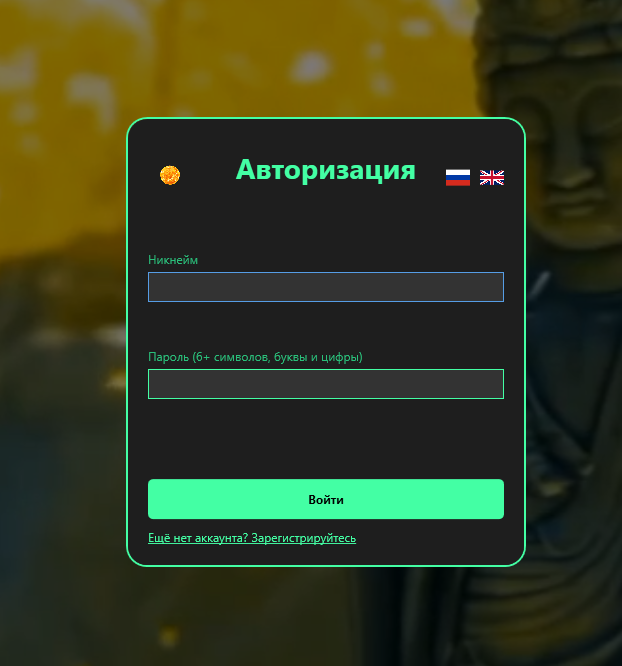 Авторизация
Никнейм
Пароль (6+ символов, буквы и цифры)
Войти
Ещё нет аккаунта? Зарегистрируйтесь